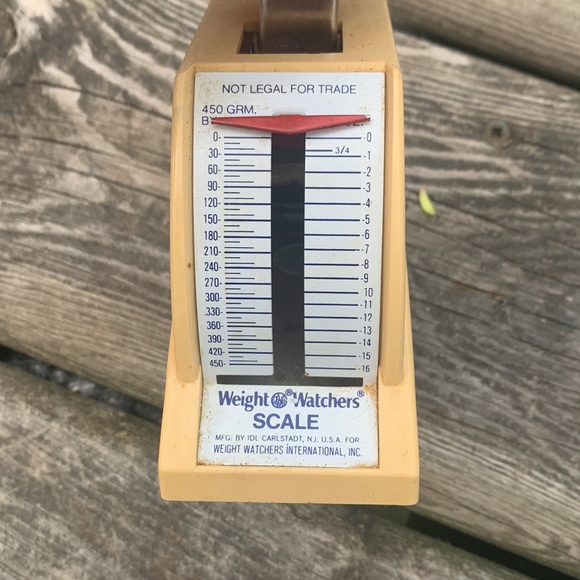 NOT LEGAL FOR TRADE
450 GRM.
BY
0- -0
3/4
30- -1
60- -2
90- -3
120- -4
150- -5
180- -6
210- -7
240- -8
270- -9
300- -10
330- -11
360- -12
-13
390- -14
420- -15
450- -16
Weight Watchers®
SCALE
MFG. BY IDL CARLSTADT, N.J. U.S.A. FOR
WEIGHT WATCHERS INTERNATIONAL, INC.